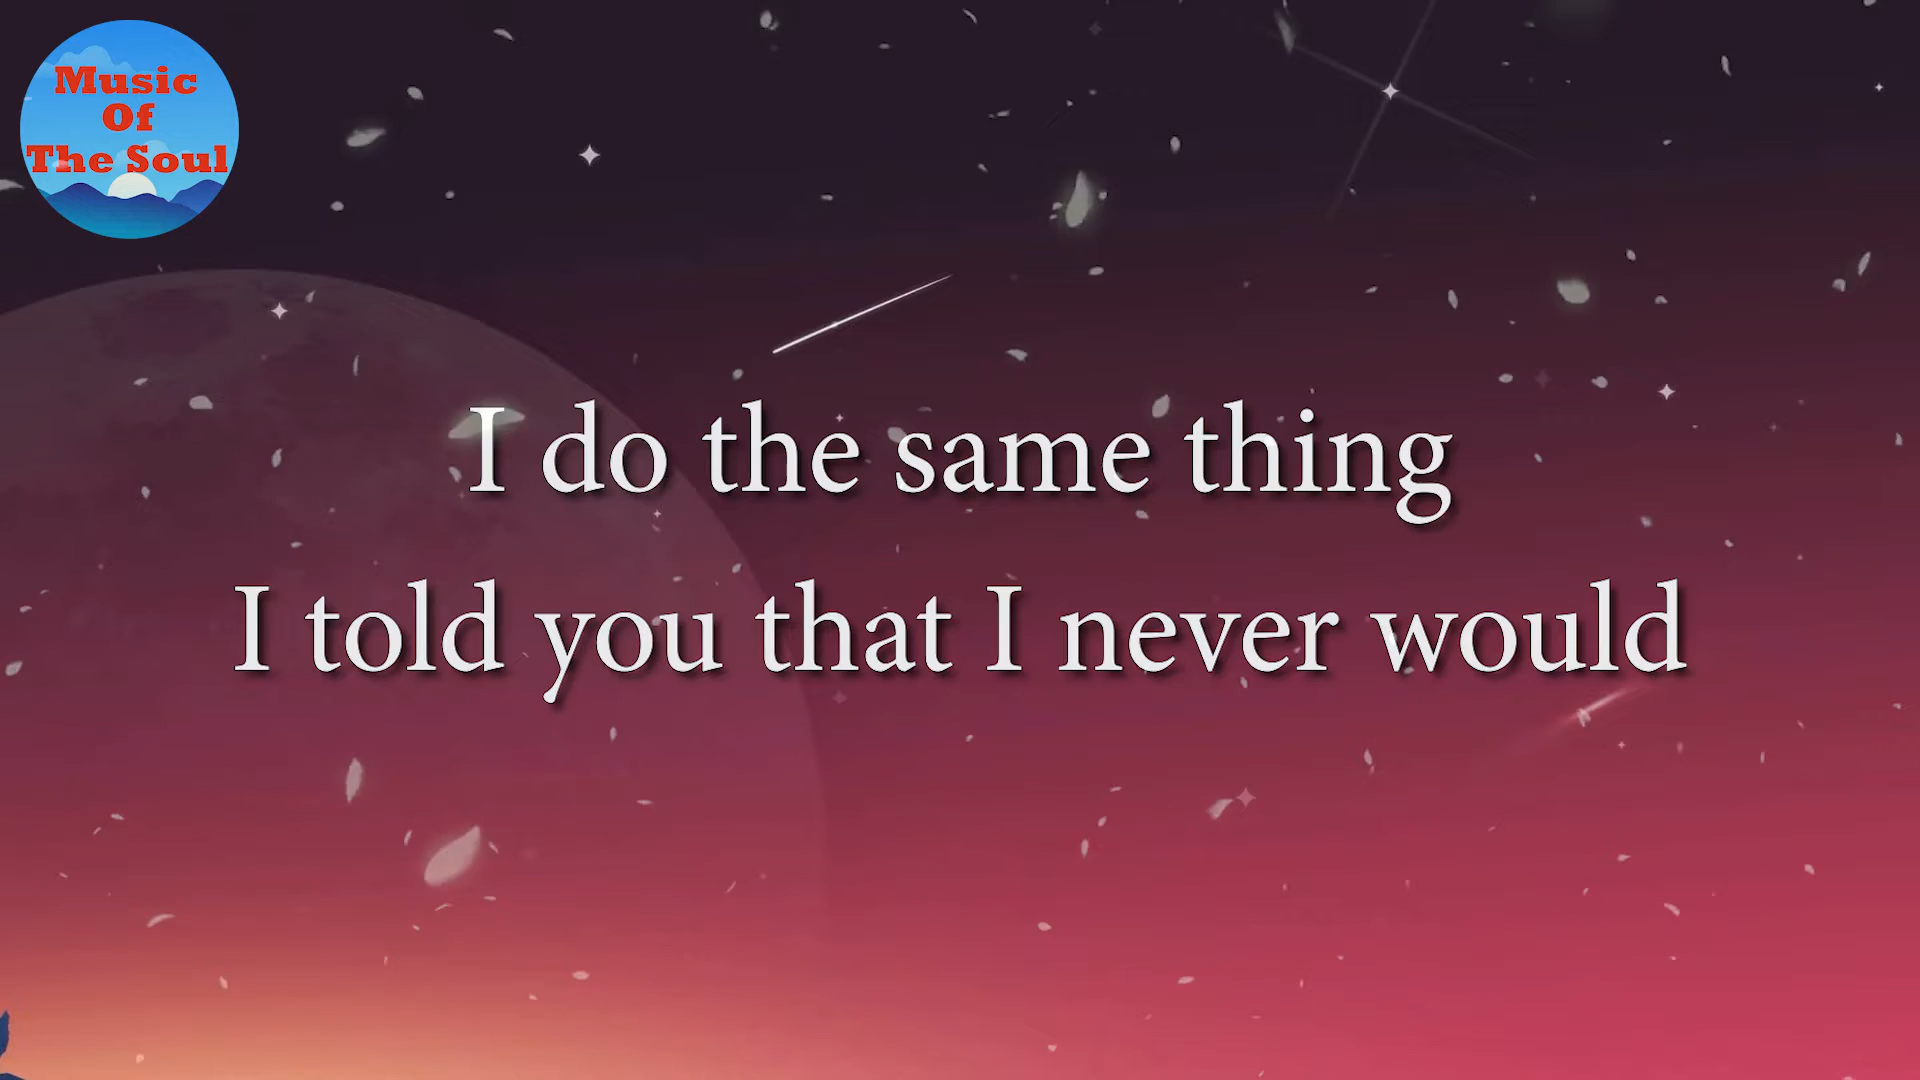 Music
Of
The Soul
I do the same thing
I told you that I never would